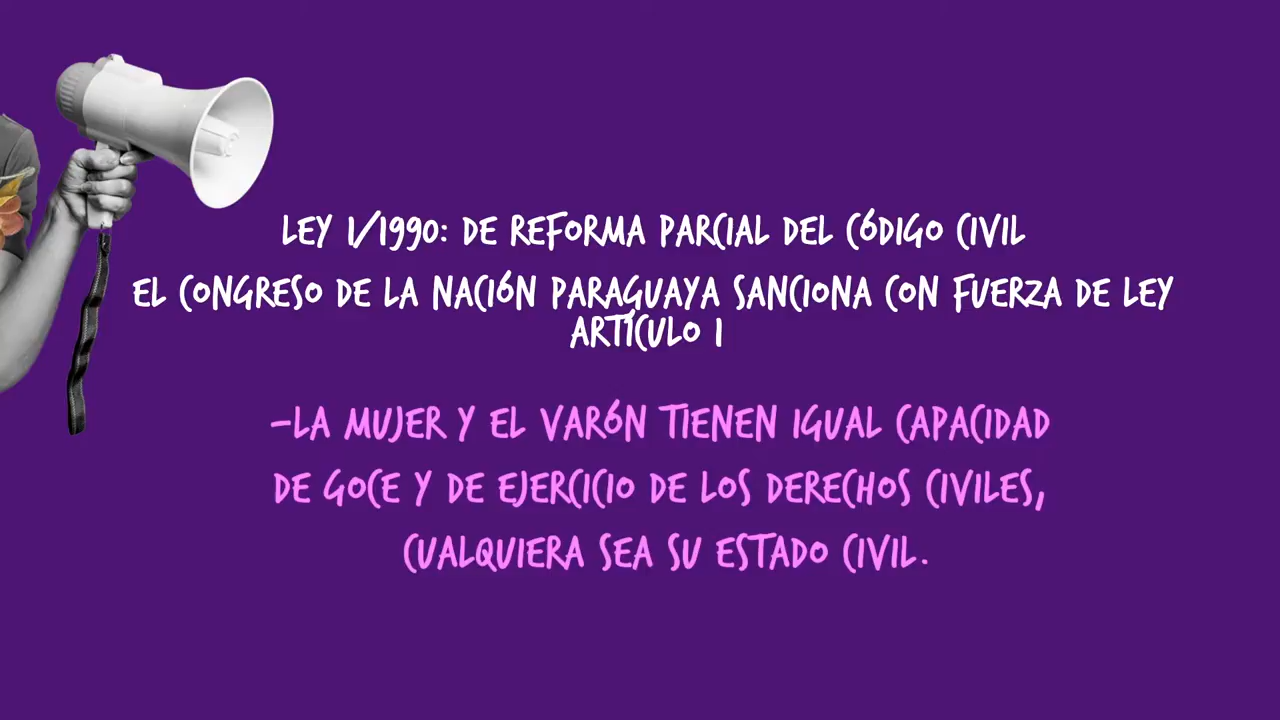 LEY 1/1990: DE REFORMA PARCIAL DEL CÓDIGO CIVIL
EL CONGRESO DE LA NACIÓN PARAGUAYA SANCIONA CON FUERZA DE LEY
ARTÍCULO 1
-LA MUJER Y EL VARÓN TIENEN IGUAL CAPACIDAD
DE GOCE Y DE EJERCICIO DE LOS DERECHOS CIVILES,
CUALQUIERA SEA SU ESTADO CIVIL.